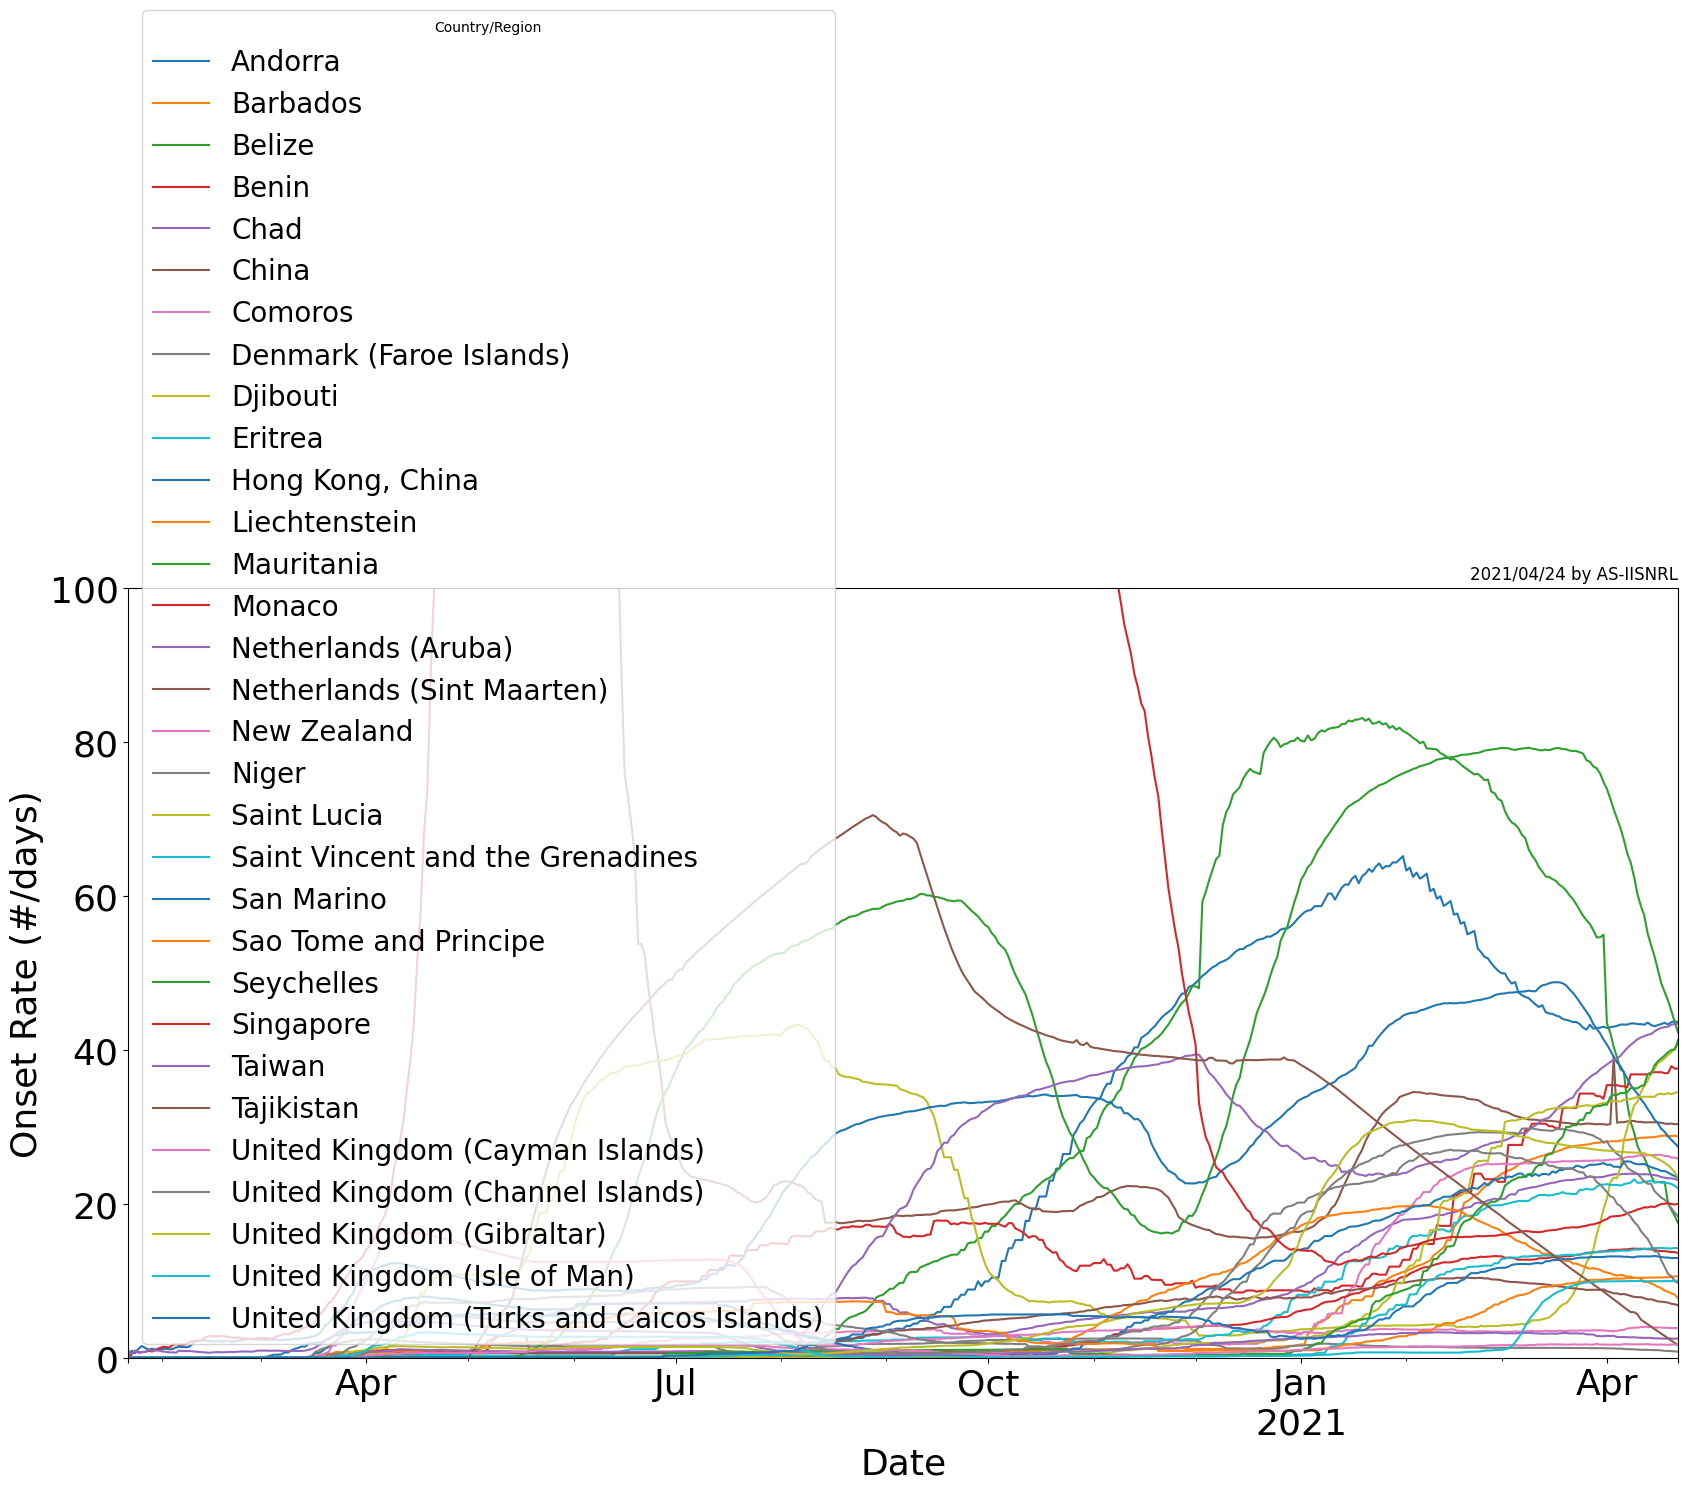 Country/Region
Andorra
Barbados
Belize
Benin
Chad
China
Comoros
Denmark (Faroe Islands)
Djibouti
Eritrea
Hong Kong, China
Liechtenstein
Mauritania
Monaco
Netherlands (Aruba)
Netherlands (Sint Maarten)
New Zealand
Niger
Saint Lucia
Saint Vincent and the Grenadines
San Marino
Sao Tome and Principe
Seychelles
Singapore
Taiwan
Tajikistan
United Kingdom (Cayman Islands)
United Kingdom (Channel Islands)
United Kingdom (Gibraltar)
United Kingdom (Isle of Man)
United Kingdom (Turks and Caicos Islands)
2021/04/24 by AS-IISNRL
100
80
60
40
20
0
Onset Rate (#/days)
Apr Jul Oct Jan Apr
2021
Date